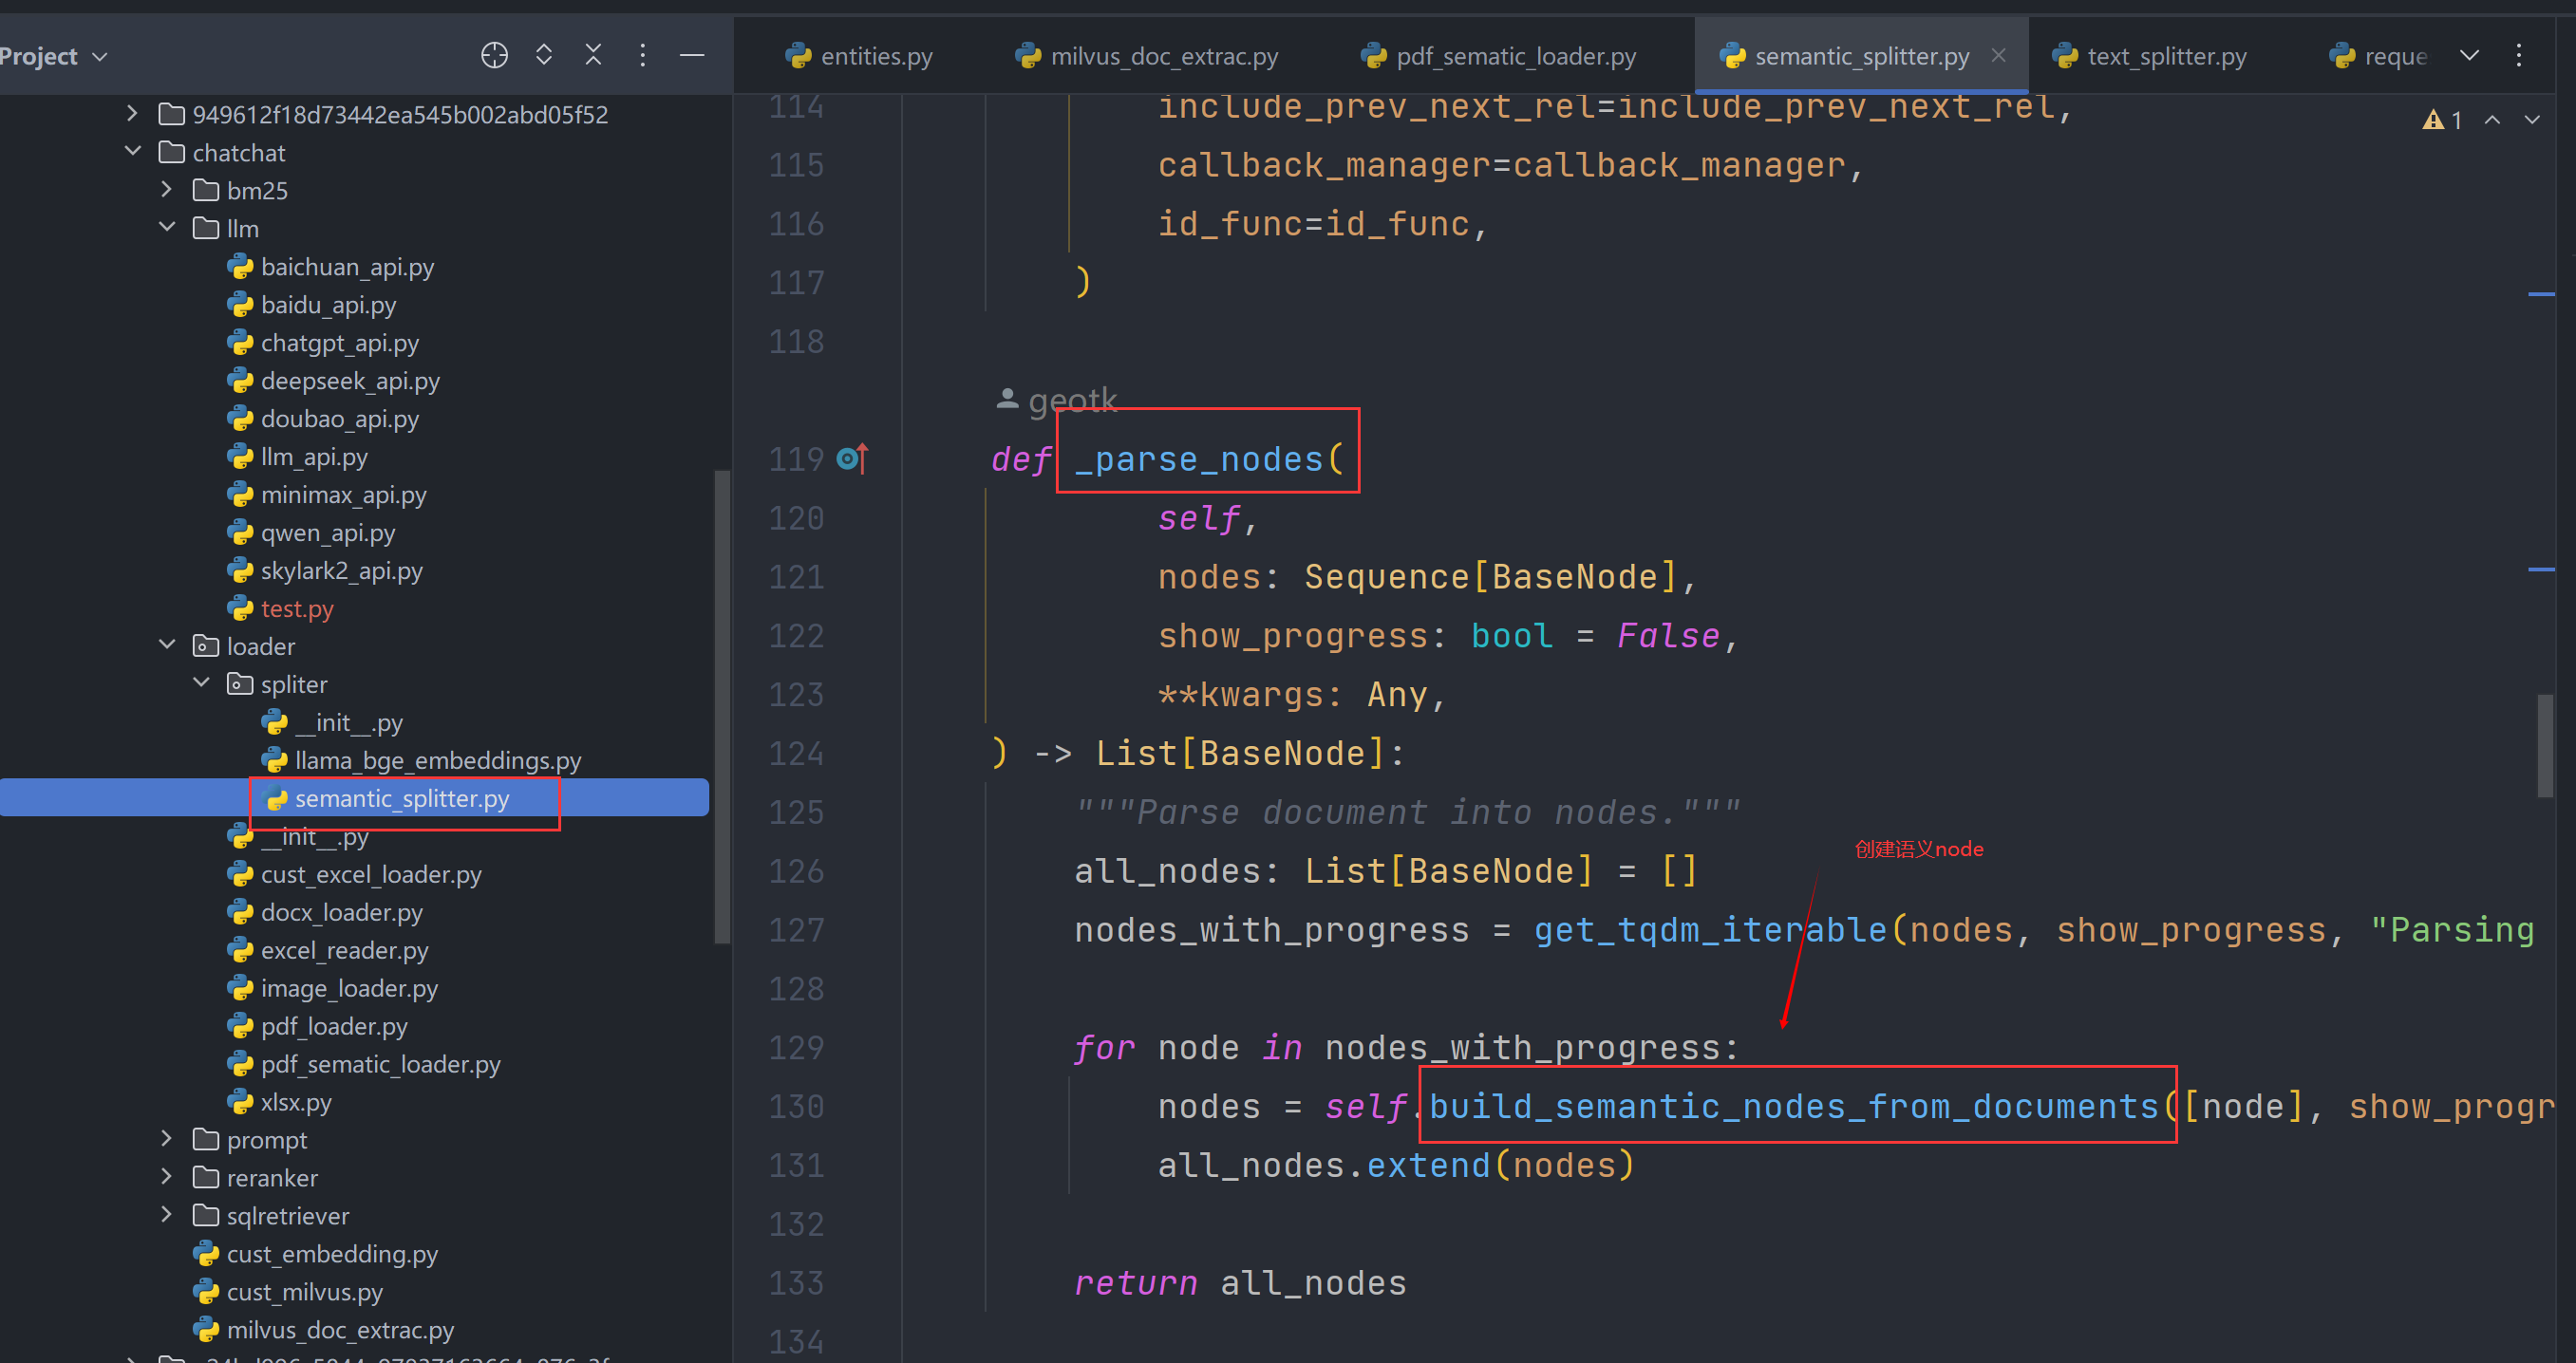 Project
949612f18d73442ea545b002abd05f52
chatchat
bm25
llm
baichuan_api.py
baidu_api.py
chatgpt_api.py
deepseek_api.py
doubao_api.py
llm_api.py
minimax_api.py
qwen_api.py
skylark2_api.py
test.py
loader
spliter
__init__.py
llama_bge_embeddings.py
semantic_splitter.py
__init__.py
cust_excel_loader.py
docx_loader.py
excel_reader.py
image_loader.py
pdf_loader.py
pdf_sematic_loader.py
xlsx.py
prompt
reranker
sqlretriever
cust_embedding.py
cust_milvus.py
milvus_doc_extrac.py
entities.py milvus_doc_extrac.py pdf_sematic_loader.py semantic_splitter.py text_splitter.py reque
1
114 include_prev_next_rel=include_prev_next_rel,
115 callback_manager=callback_manager,
116 id_func=id_func,
117 )
118
geotk
119 def _parse_nodes(
120 self,
121 nodes: Sequence[BaseNode],
122 show_progress: bool = False,
123 **kwargs: Any,
124 ) -> List[BaseNode]:
125 """Parse document into nodes."""
创建语义node
126 all_nodes: List[BaseNode] = []
127 nodes_with_progress = get_tqdm_iterable(nodes, show_progress, "Parsing
128
129 for node in nodes_with_progress:
130 nodes = self.build_semantic_nodes_from_documents([node], show_progr
131 all_nodes.extend(nodes)
132
133 return all_nodes
134